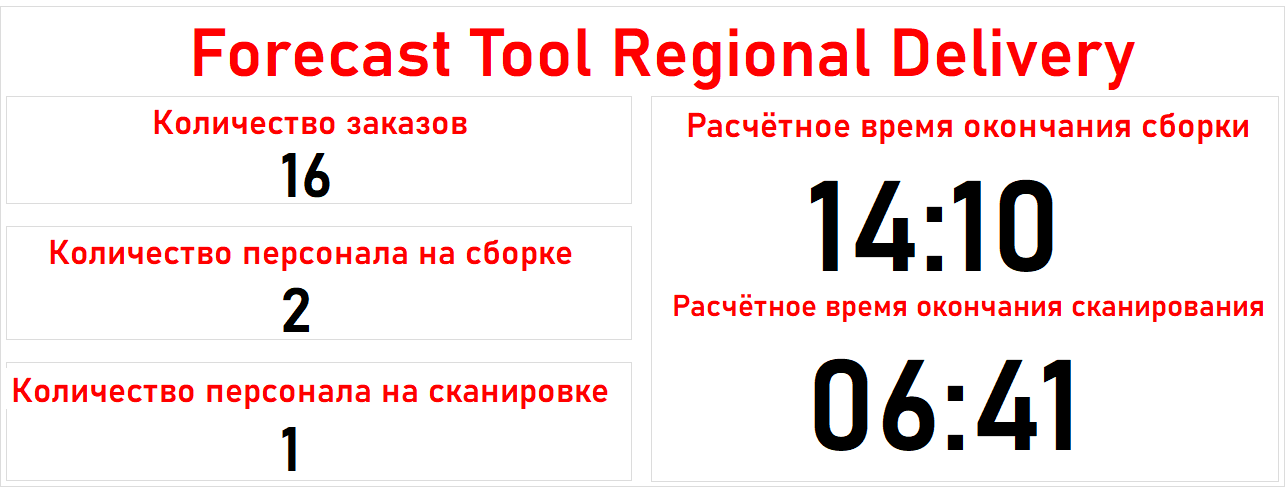 Forecast Tool Regional Delivery
Количество заказов
16
Количество персонала на сборке
2
Количество персонала на сканировке
1
Расчётное время окончания сборки
14:10
Расчётное время окончания сканирования
06:41